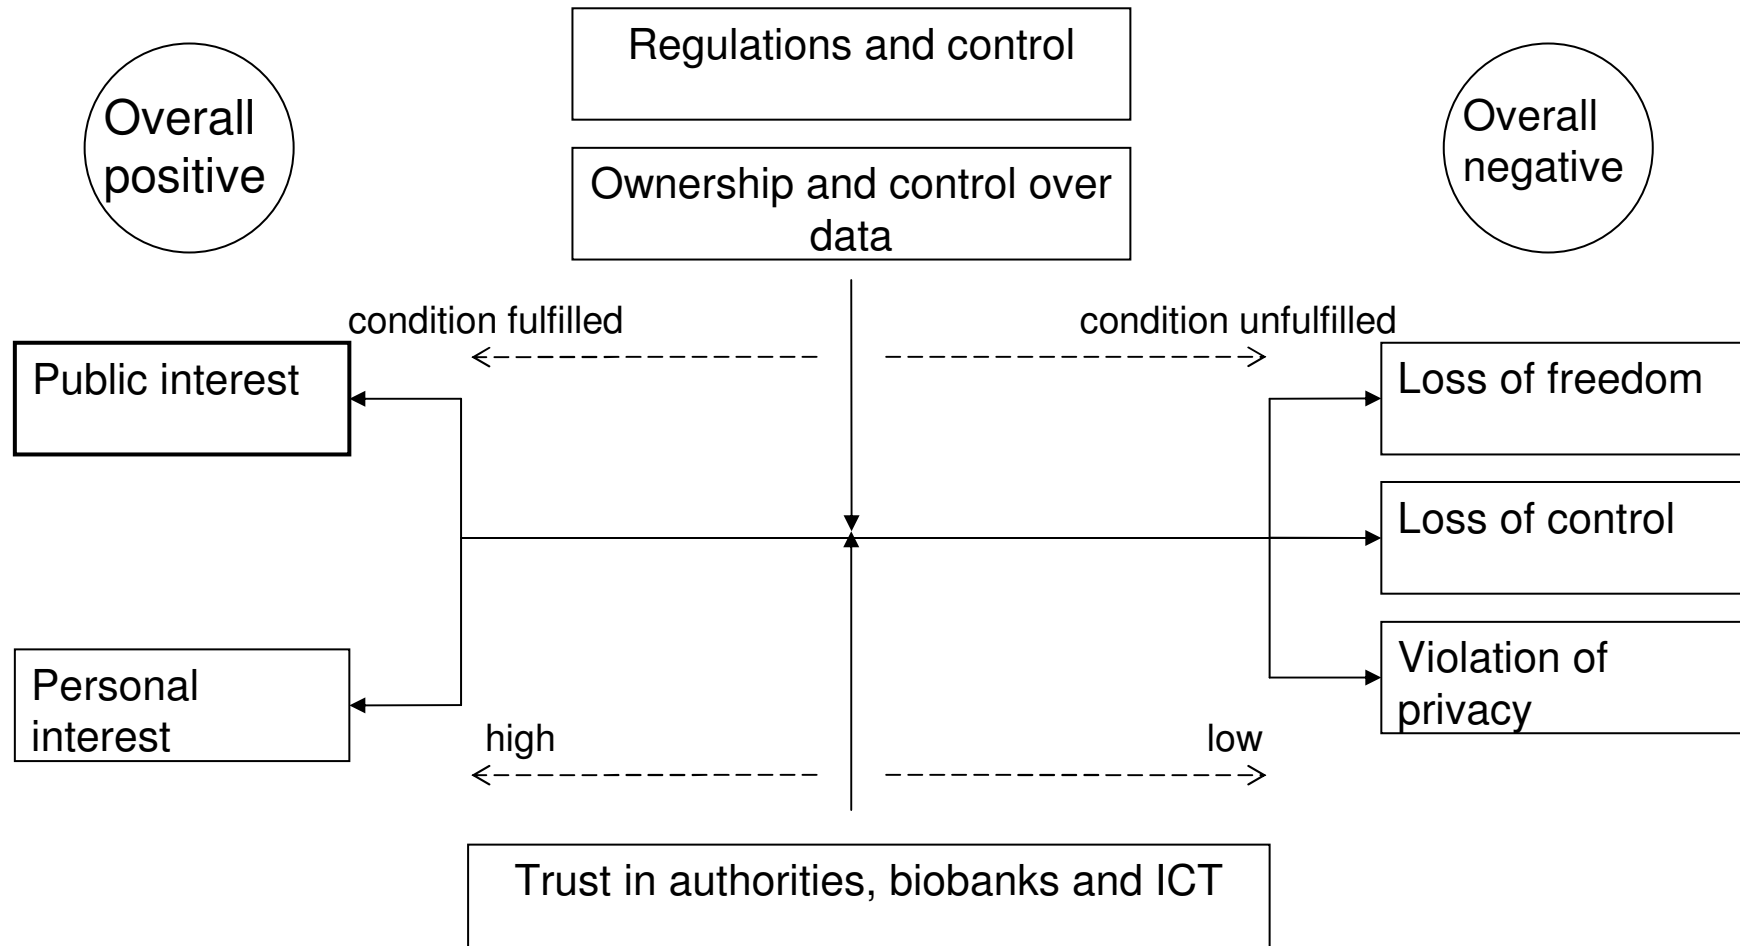 Regulations and control
Overall
positive
Overall
negative
Ownership and control over
data
condition fulfilled
condition unfulfilled
Public interest
Loss of freedom
Loss of control
Personal
interest
Violation of
privacy
high
low
Trust in authorities, biobanks and ICT